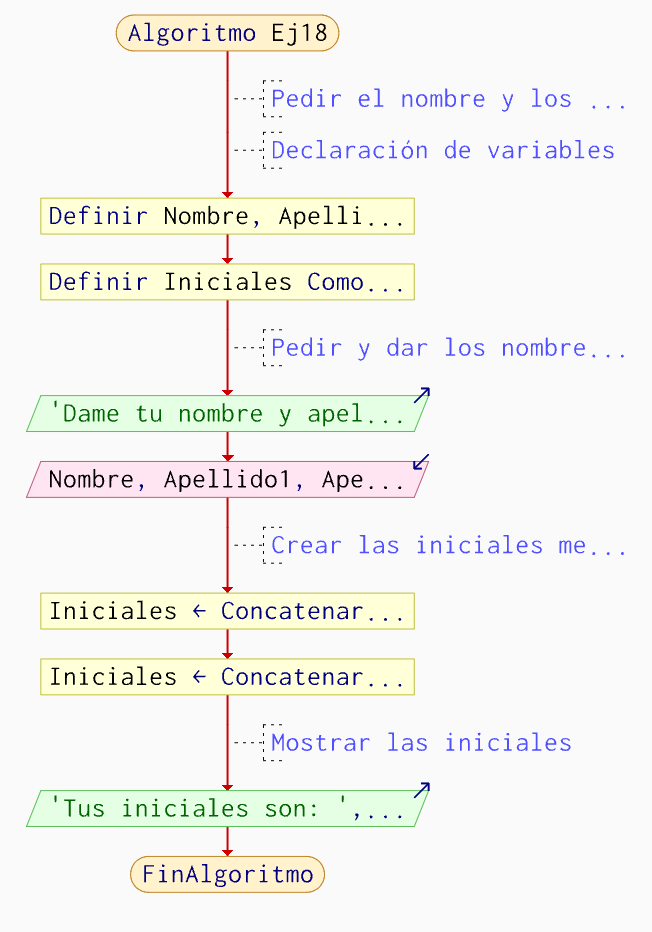 Algoritmo Ej18
Pedir el nombre y los ...
Declaración de variables
Definir Nombre, Apelli...
Definir Iniciales Como...
Pedir y dar los nombre...
'Dame tu nombre y apel...
Nombre, Apellido1, Ape...
Crear las iniciales me...
Iniciales ← Concatenar...
Iniciales ← Concatenar...
Mostrar las iniciales
'Tus iniciales son: ',...
FinAlgoritmo